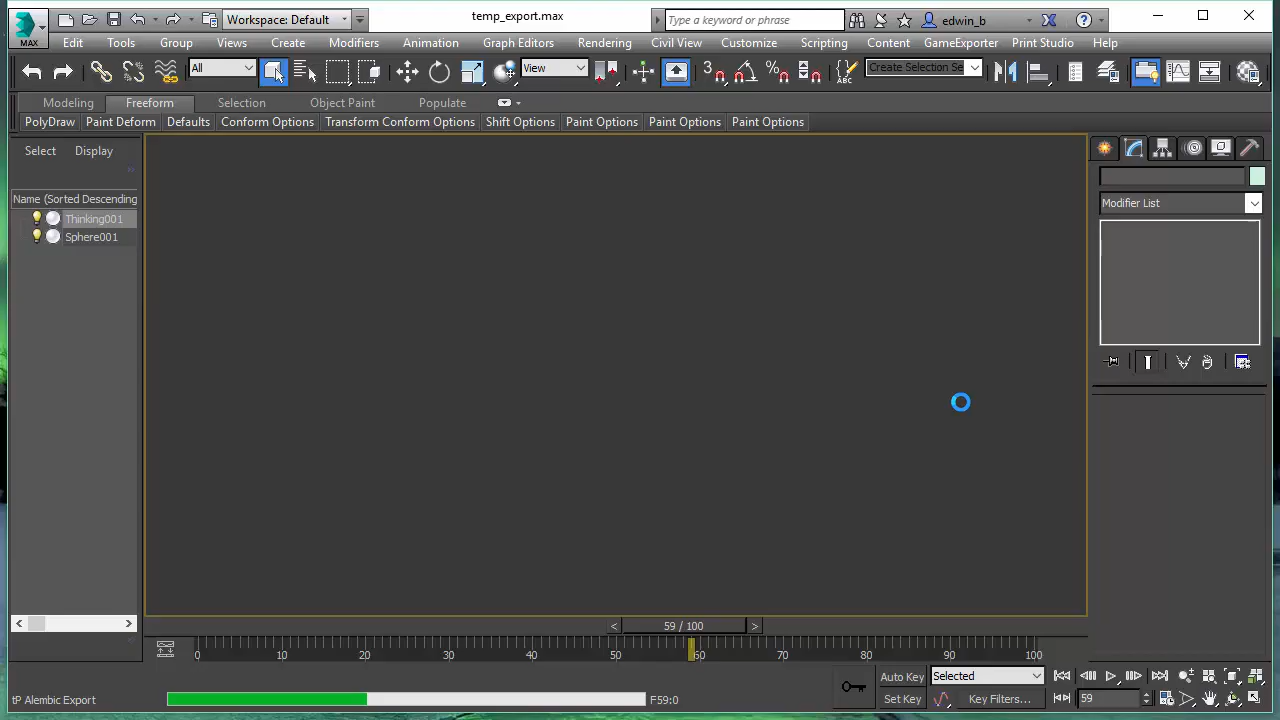 Workspace: Default
temp_export.max
Type a keyword or phrase
edwin_b
MAX
Edit Tools Group Views Create Modifiers Animation Graph Editors Rendering Civil View Customize Scripting Content GameExporter Print Studio Help
All
View
3
ABC
Create Selection Se
Modeling Freeform Selection Object Paint Populate
PolyDraw Paint Deform Defaults Conform Options Transform Conform Options Shift Options Paint Options Paint Options Paint Options
Select Display
Name (Sorted Descending
Thinking001
Sphere001
Modifier List
< 59 / 100 >
0 10 20 30 40 50 60 70 80 90 100
Auto Key Selected
59
tP Alembic Export F59:0
Set Key Key Filters...